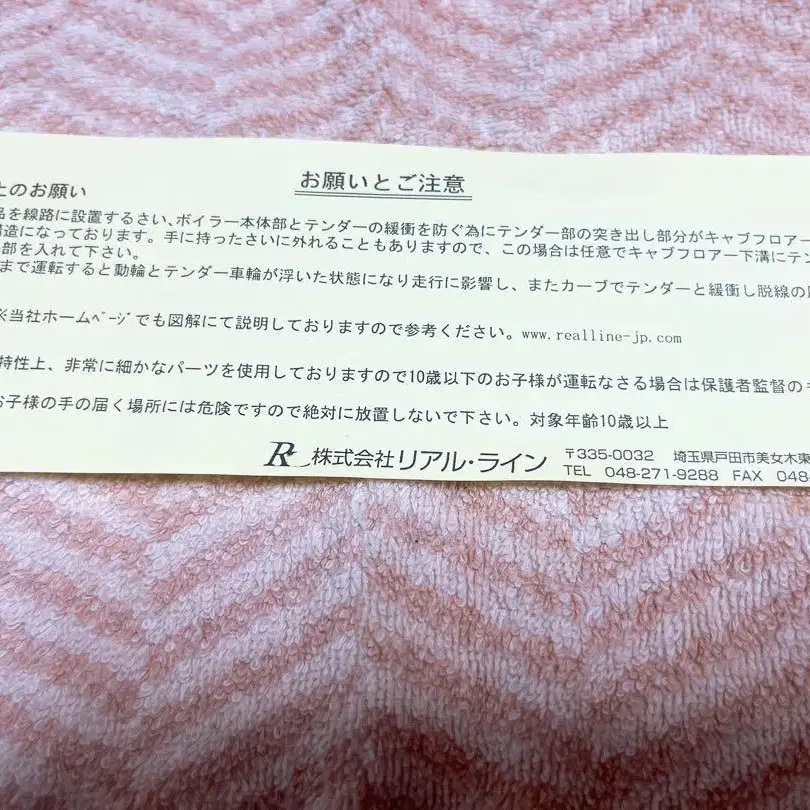 お願いとご注意
上のお願い
品を線路に設置するさい、ボイラー本体部とテンダーの緩衝を防ぐ為にテンダー部の突き出し部分がキャブフロアー
構造になっております。手に持ったさいに外れることもありますので、この場合は任意でキャブフロアー下溝にテン
部を入れて下さい。
まで運転すると動輪とテンダー車輪が浮いた状態になり走行に影響し、またカーブでテンダーと緩衝し脱線の
※当社ホームページでも図解にて説明しておりますので参考ください。www.realline-jp.com
特性上、非常に細かなパーツを使用しておりますので10歳以下のお子様が運転なさる場合は保護者監督の
お子様の手の届く場所には危険ですので絶対に放置しないで下さい。対象年齢10歳以上
株式会社リアル・ライン 〒335-0032 埼玉県戸田市美女木東
TEL 048-271-9288 FAX 048-